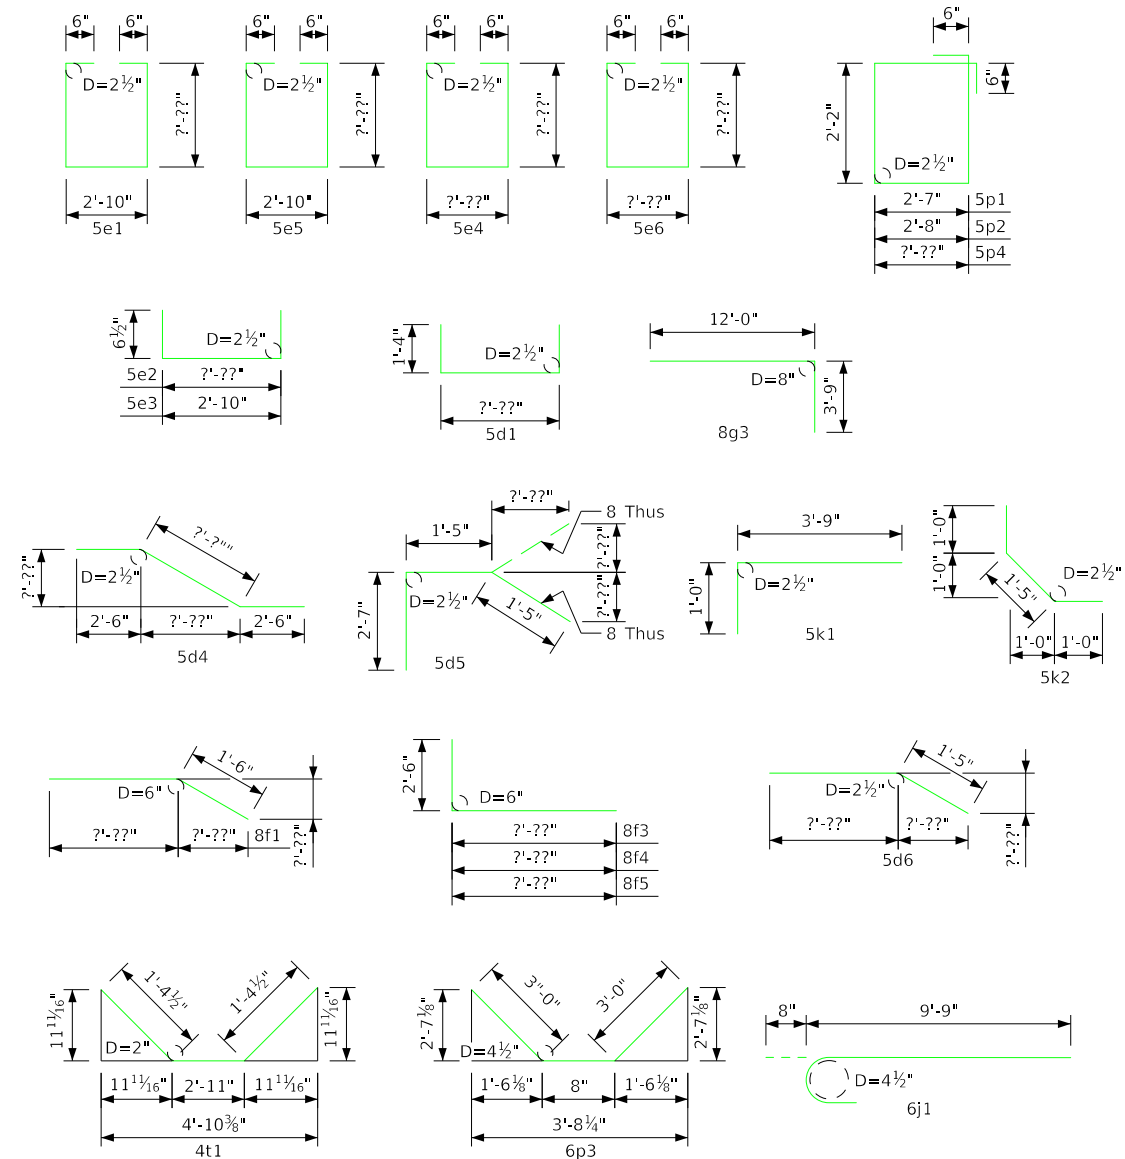 6" 6" 6" 6" 6" 6" 6" 6" 6"
D=2½" D=2½" D=2½" D=2½" 6"
?'-??" ?'-??" ?'-??" ?'-??" 2'-2"
D=2½"
2'-10" 2'-10" ?'-??" ?'-??" 2'-7" 5p1
5e1 5e5 5e4 5e6 2'-8" 5p2
?'-??" 5p4
6½" D=2½" 1'-4" D=2½" 12'-0"
5e2 ?'-??" D=8" 3'-9"
5e3 2'-10" ?'-??"
5d1 8g3
?'-?"" ?'-??" 8 Thus
?'-??" D=2½" 1'-5" ?'-??" 3'-9" 1'-0"
2'-6" ?'-??" 2'-6" 2'-7" D=2½" 1'-5" ?'-??" 1'-0" D=2½" 1'-0" 1'-5" D=2½"
5d4 5d5 8 Thus 5k1 1'-0" 1'-0"
5k2
1'-6" 2'-6" D=6" 1'-5"
D=6" D=2½"
?'-??" ?'-??" 8f1 ?'-??" ?'-??" 8f3 ?'-??" ?'-??" ?'-??"
?'-??" 8f4 5d6
?'-??" 8f5
11 11/16" 1'-4½" 1'-4½" 11 11/16" 2'-7⅛" 3"-0" 3'-0" 2'-7⅛" 8" 9'-9"
D=2" D=4½" D=4½"
11 11/16" 2'-11" 11 11/16" 1'-6⅛" 8" 1'-6⅛" 6j1
4'-10⅜" 3'-8¼"
4t1 6p3